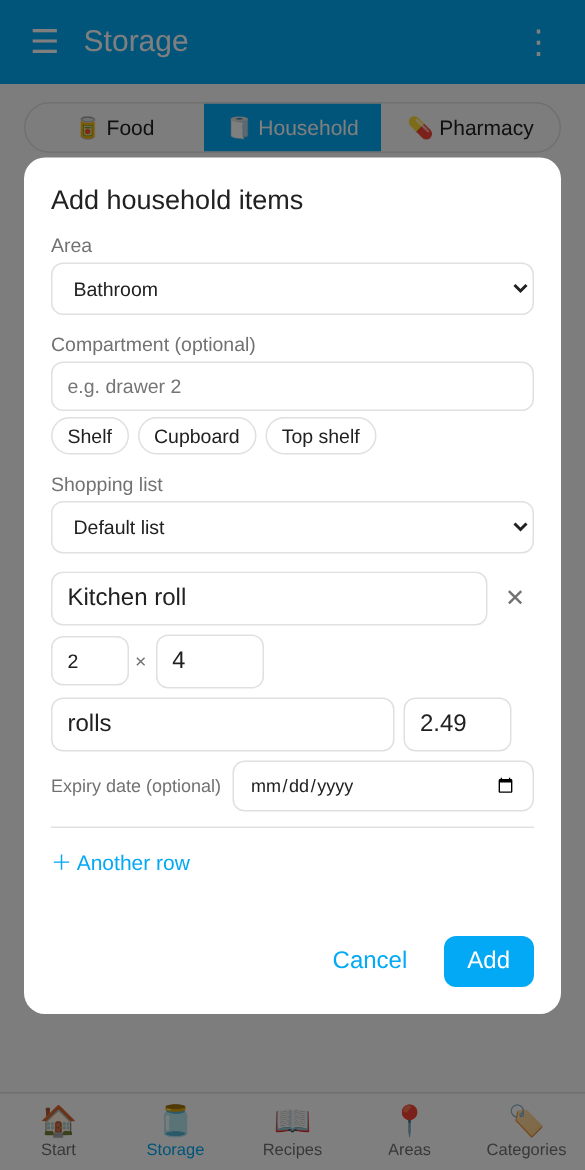 Storage
Food Household Pharmacy
Add household items
Area
Bathroom
Compartment (optional)
e.g. drawer 2
Shelf Cupboard Top shelf
Shopping list
Default list
Kitchen roll ✕
2 × 4
rolls 2.49
Expiry date (optional) mm/dd/yyyy
+ Another row
Cancel Add
Start Storage Recipes Areas Categories